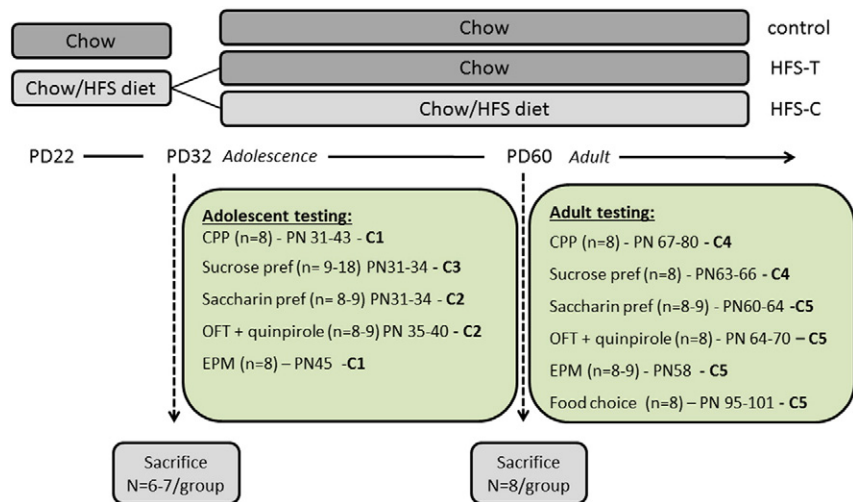 Chow
Chow
control
Chow/HFS diet
Chow
HFS-T
Chow/HFS diet
HFS-C
PD22
PD32
Adolescence
PD60
Adult
Adolescent testing:
CPP (n=8) - PN 31-43 - C1
Sucrose pref (n= 9-18) PN31-34 - C3
Saccharin pref (n= 8-9) PN31-34 - C2
OFT + quinpirole (n=8-9) PN 35-40 - C2
EPM (n=8) – PN45 -C1
Adult testing:
CPP (n=8) - PN 67-80 - C4
Sucrose pref (n=8) - PN63-66 - C4
Saccharin pref (n=8-9) - PN60-64 -C5
OFT + quinpirole (n=8) - PN 64-70 – C5
EPM (n=8-9) - PN58 - C5
Food choice (n=8) – PN 95-101 - C5
Sacrifice
N=6-7/group
Sacrifice
N=8/group